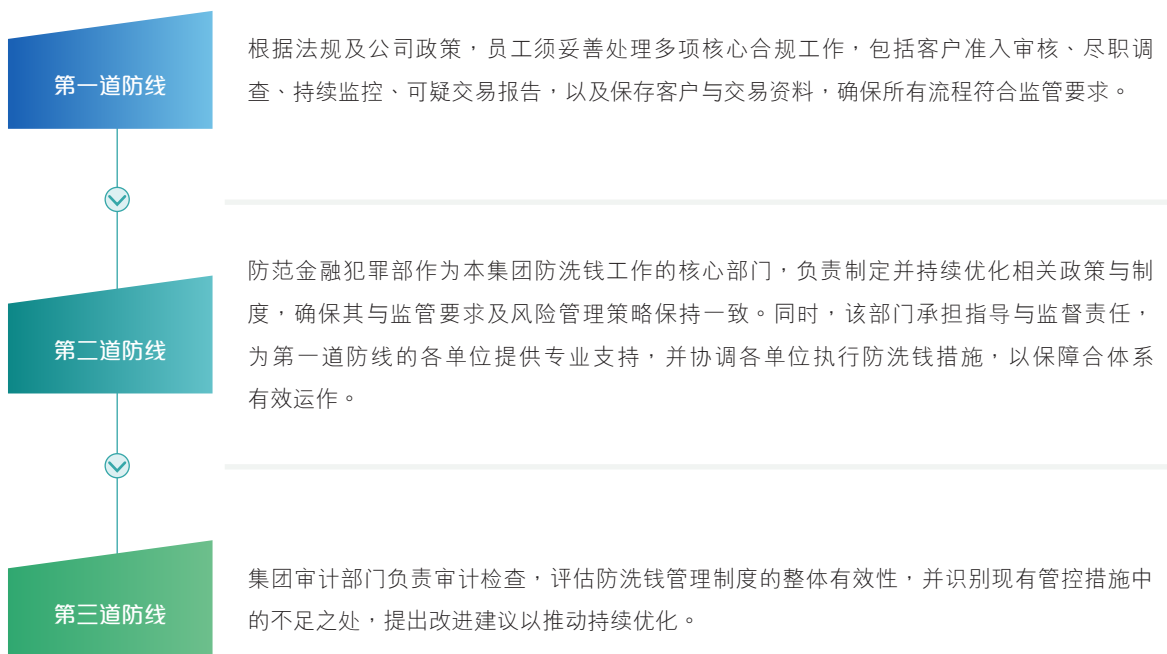 第一道防线
根据法规及公司政策，员工须妥善处理多项核心合规工作，包括客户准入审核、尽职调
查、持续监控、可疑交易报告，以及保存客户与交易资料，确保所有流程符合监管要求。
第二道防线
防范金融犯罪部作为本集团防洗钱工作的核心部门，负责制定并持续优化相关政策与制
度，确保其与监管要求及风险管理策略保持一致。同时，该部门承担指导与监督责任，
为第一道防线的各单位提供专业支持，并协调各单位执行防洗钱措施，以保障合体系
有效运作。
第三道防线
集团审计部门负责审计检查，评估防洗钱管理制度的整体有效性，并识别现有管控措施中
的不足之处，提出改进建议以推动持续优化。